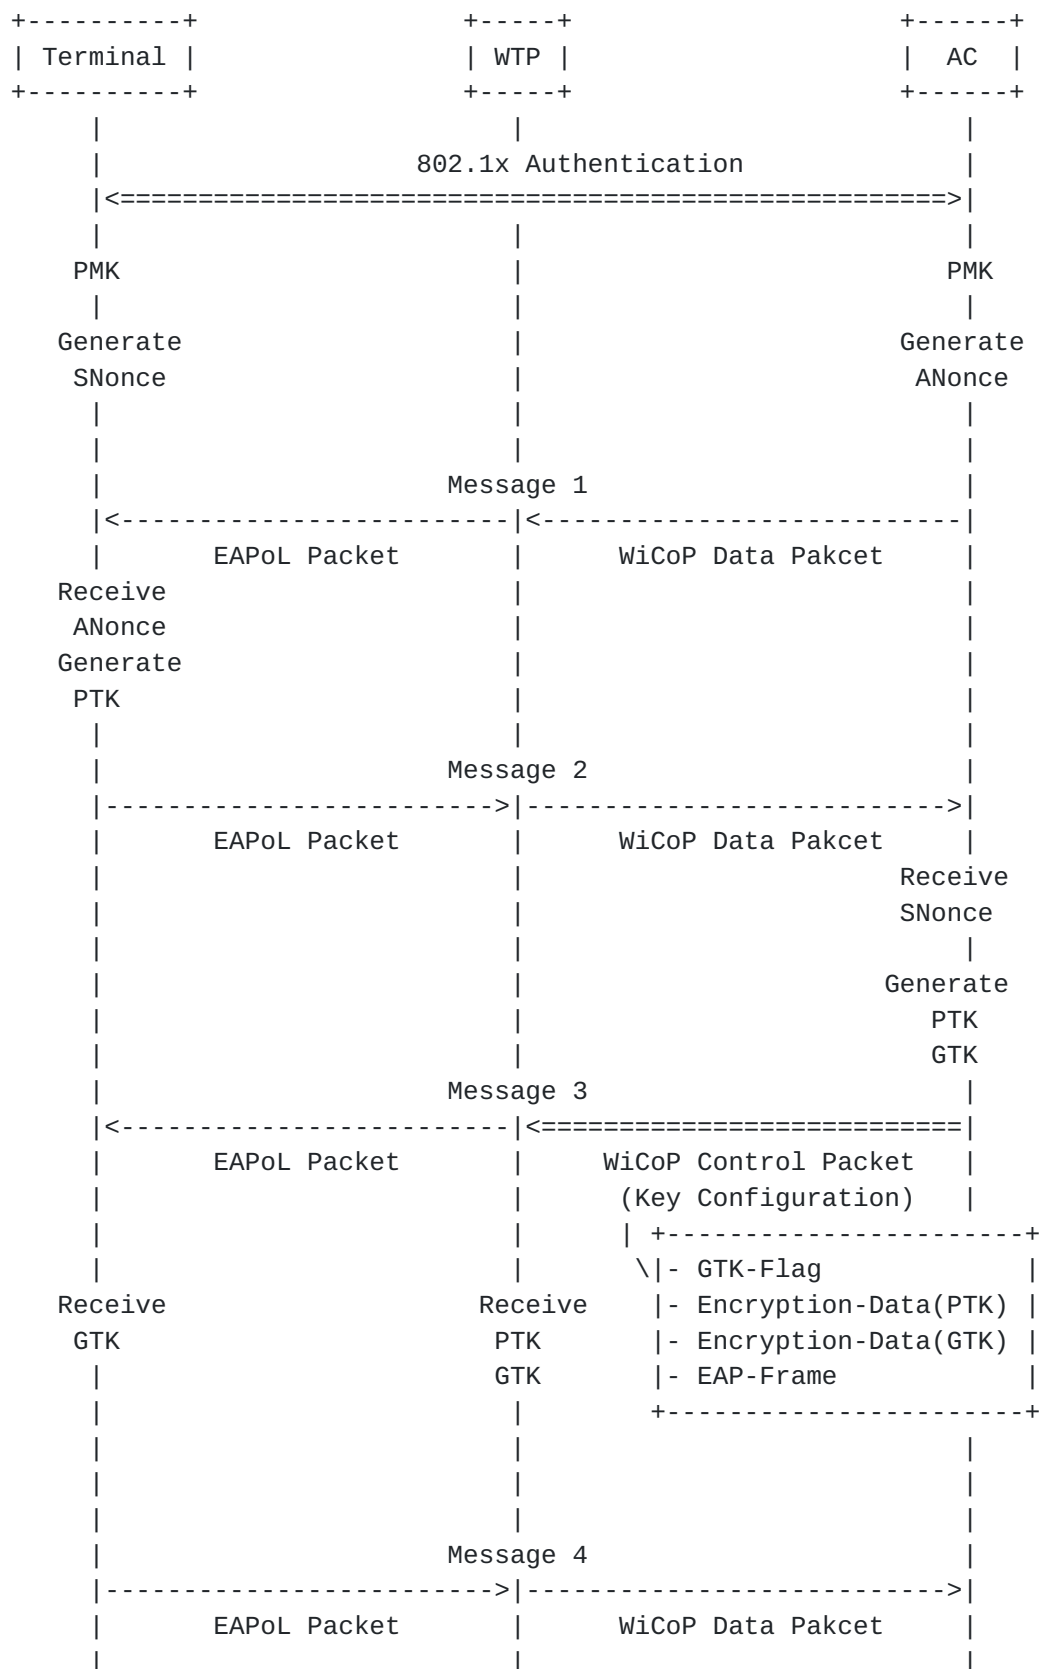 Terminal WTP AC
802.1x Authentication
PMK PMK
Generate Generate
SNonce ANonce
Message 1
EAPoL Packet WiCoP Data Pakcet
Receive
ANonce
Generate
PTK
Message 2
EAPoL Packet WiCoP Data Pakcet
Receive
SNonce
Generate
PTK
GTK
Message 3
EAPoL Packet WiCoP Control Packet
(Key Configuration)
- GTK-Flag
Receive Receive - Encryption-Data(PTK)
GTK PTK - Encryption-Data(GTK)
GTK - EAP-Frame
Message 4
EAPoL Packet WiCoP Data Pakcet